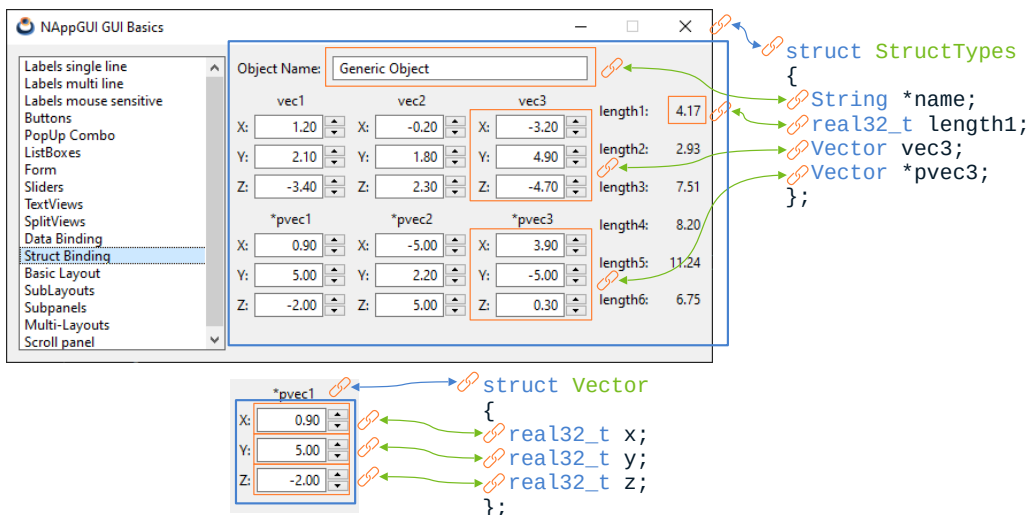 NAppGUI GUI Basics
Labels single line
Labels multi line
Labels mouse sensitive
Buttons
PopUp Combo
ListBoxes
Form
Sliders
TextViews
SplitViews
Data Binding
Struct Binding
Basic Layout
SubLayouts
Subpanels
Multi-Layouts
Scroll panel
Object Name: Generic Object
vec1 vec2 vec3
X: 1.20 X: -0.20 X: -3.20
Y: 2.10 Y: 1.80 Y: 4.90
Z: -3.40 Z: 2.30 Z: -4.70
*pvec1 *pvec2 *pvec3
X: 0.90 X: -5.00 X: 3.90
Y: 5.00 Y: 2.20 Y: -5.00
Z: -2.00 Z: 5.00 Z: 0.30
length1: 4.17
length2: 2.93
length3: 7.51
length4: 8.20
length5: 11.24
length6: 6.75
struct StructTypes
{
String *name;
real32_t length1;
Vector vec3;
Vector *pvec3;
};
*pvec1
X: 0.90
Y: 5.00
Z: -2.00
struct Vector
{
real32_t x;
real32_t y;
real32_t z;
};